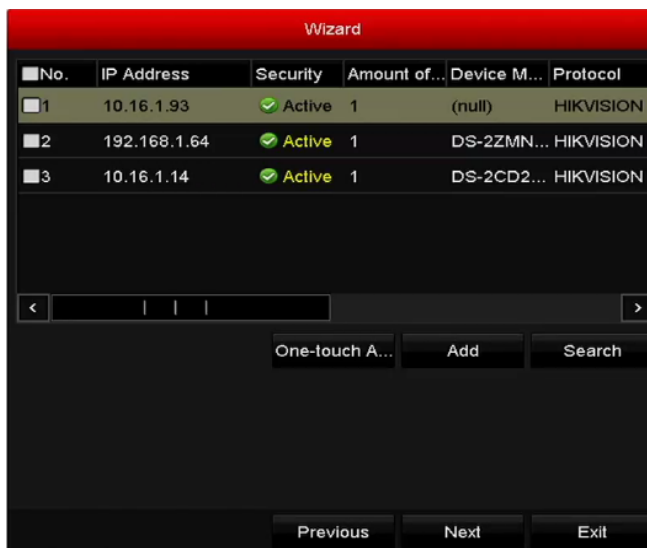 Wizard
No. IP Address Security Amount of... Device M... Protocol
1 10.16.1.93 Active 1 (null) HIKVISION
2 192.168.1.64 Active 1 DS-2ZMN... HIKVISION
3 10.16.1.14 Active 1 DS-2CD2... HIKVISION
One-touch A... Add Search
Previous Next Exit